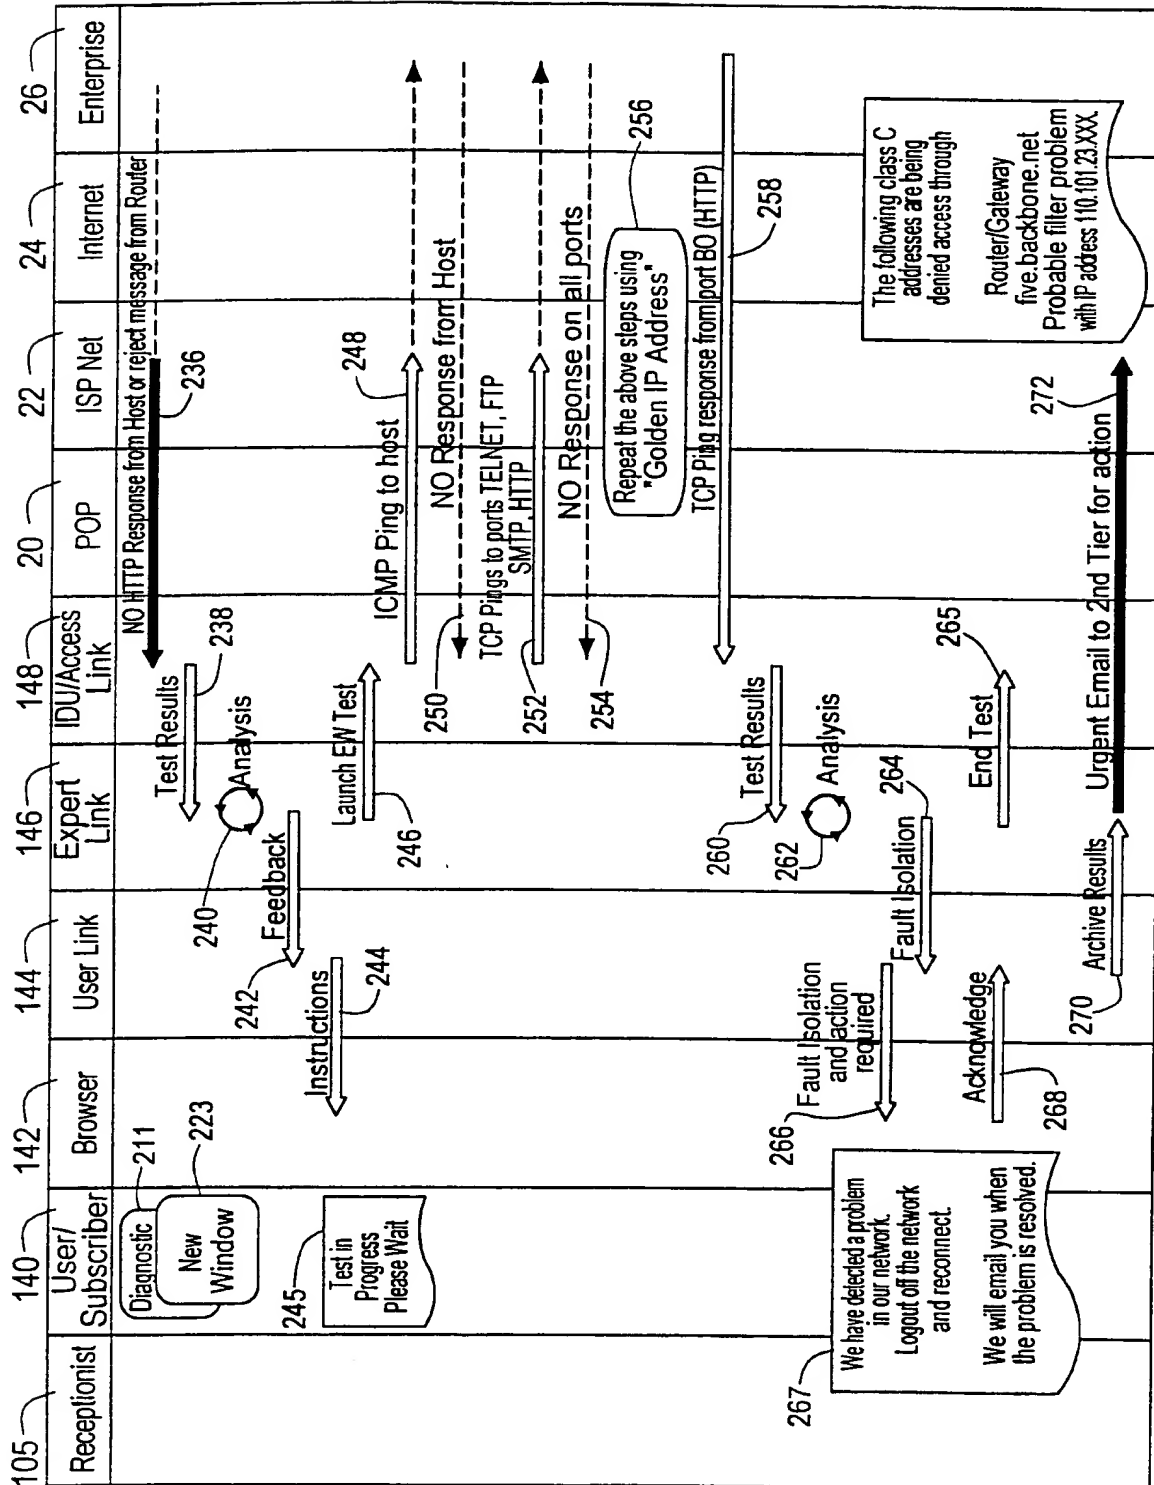 105
140
142
144
146
148
20
22
24
26
Receptionist
User/
Subscriber
Browser
User Link
Expert
Link
IDU/Access
Link
POP
ISP Net
Internet
Enterprise
Diagnostic
211
New
Window
223
NO HTTP Response from Host or reject message from Router
236
Test Results
238
Analysis
240
Feedback
242
Instructions
244
245
Test in
Progress
Please Wait
Launch EW Test
246
ICMP Ping to host
248
NO Response from Host
250
TCP Pings to ports TELNET, FTP
SMTP, HTTP
252
NO Response on all ports
254
Repeat the above steps using
"Golden IP Address"
256
TCP Ping response from port BO (HTTP)
258
Test Results
260
Analysis
262
Fault Isolation
264
Fault Isolation
and action
required
266
End Test
265
Acknowledge
268
267
We have detected a problem
in our network.
Logout off the network
and reconnect.
We will email you when
the problem is resolved.
Archive Results
270
Urgent Email to 2nd Tier for action
272
The following class C
addresses are being
denied access through
Router/Gateway
five.backbone.net
Probable filter problem
with IP address 110.101.23.XXX.